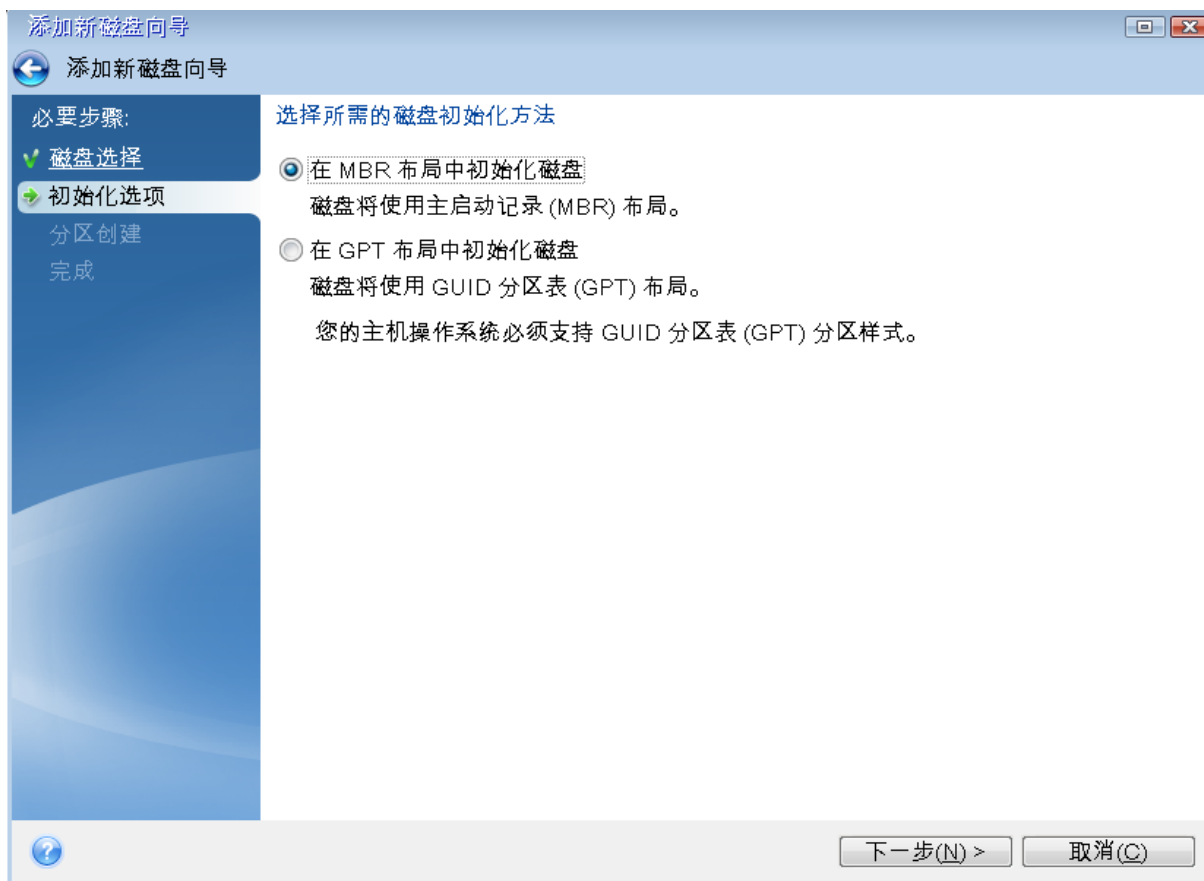 添加新磁盘向导
添加新磁盘向导
必要步骤:
磁盘选择
初始化选项
分区创建
完成
选择所需的磁盘初始化方法
在 MBR 布局中初始化磁盘
磁盘将使用主启动记录 (MBR) 布局。
在 GPT 布局中初始化磁盘
磁盘将使用 GUID 分区表 (GPT) 布局。
您的主机操作系统必须支持 GUID 分区表 (GPT) 分区样式。
下一步(N) >
取消(C)